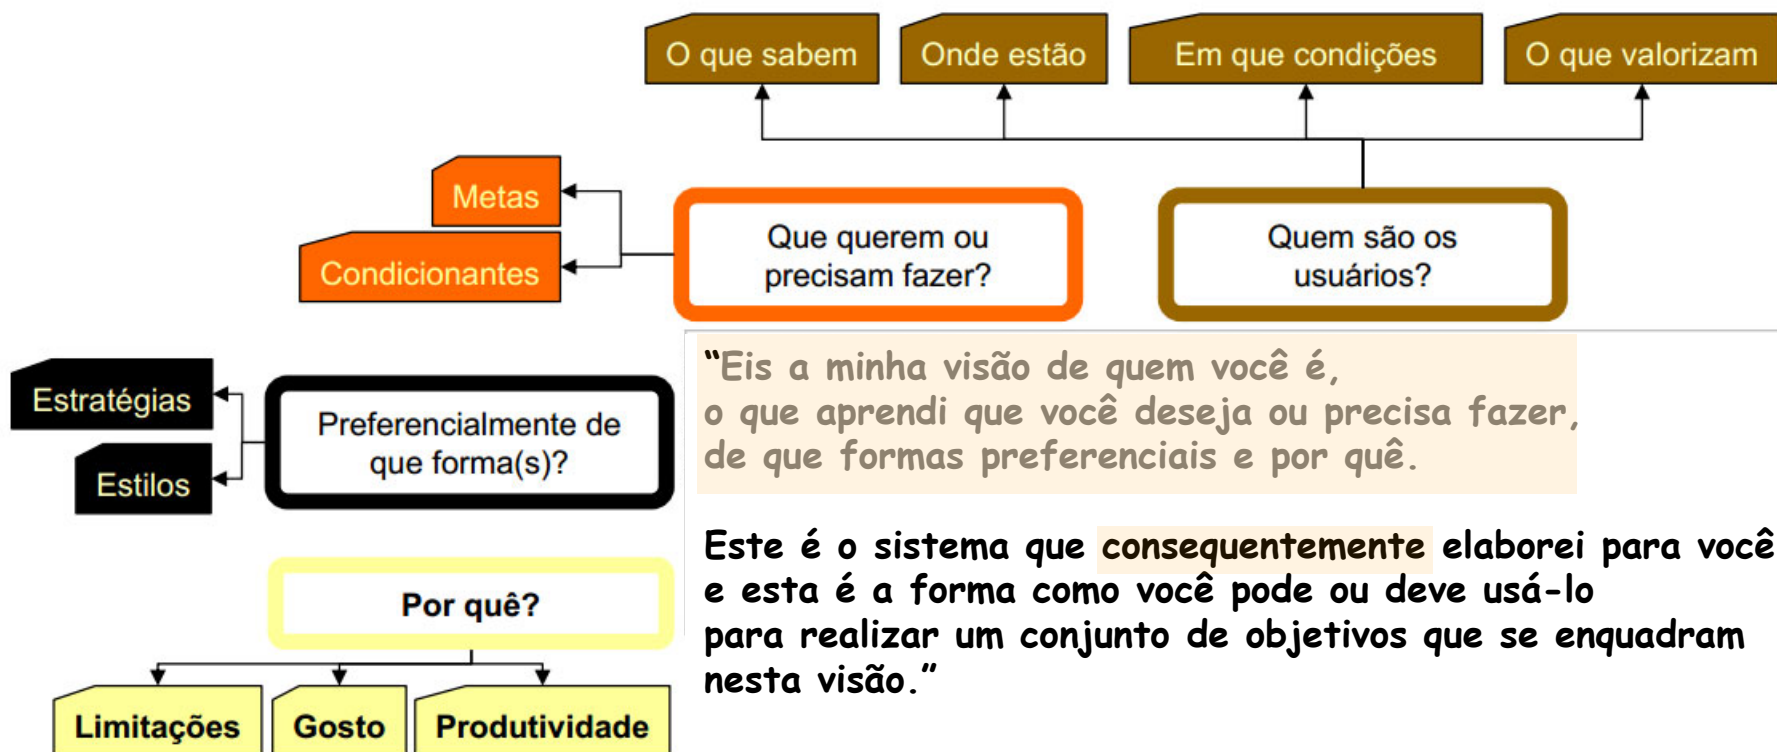 O que sabem
Onde estão
Em que condições
O que valorizam
Metas
Condicionantes
Que querem ou
precisam fazer?
Quem são os
usuários?
Estratégias
Estilos
Preferencialmente de
que forma(s)?
“Eis a minha visão de quem você é,
o que aprendi que você deseja ou precisa fazer,
de que formas preferenciais e por quê.
Este é o sistema que consequentemente elaborei para você
e esta é a forma como você pode ou deve usá-lo
para realizar um conjunto de objetivos que se enquadram
nesta visão.”
Por quê?
Limitações
Gosto
Produtividade